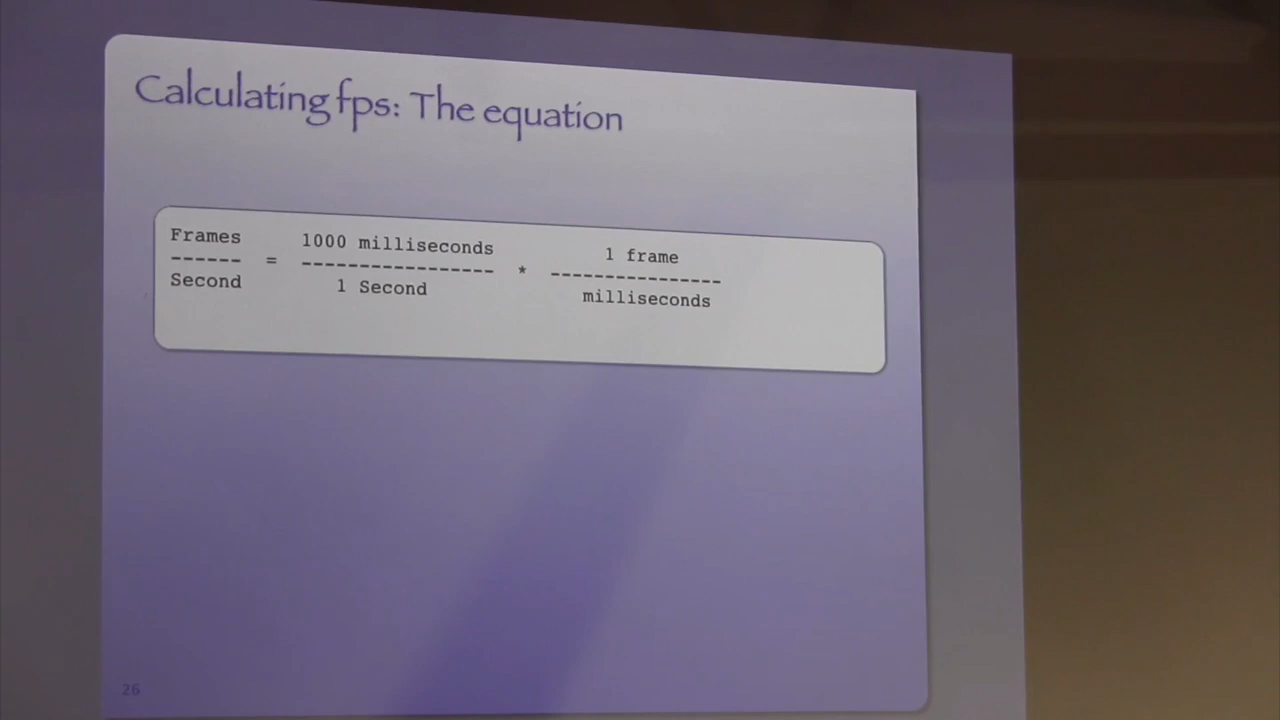 Calculating fps: The equation
Frames 1000 milliseconds 1 frame
------ = ----------------- * ----------------
Second 1 Second milliseconds
26